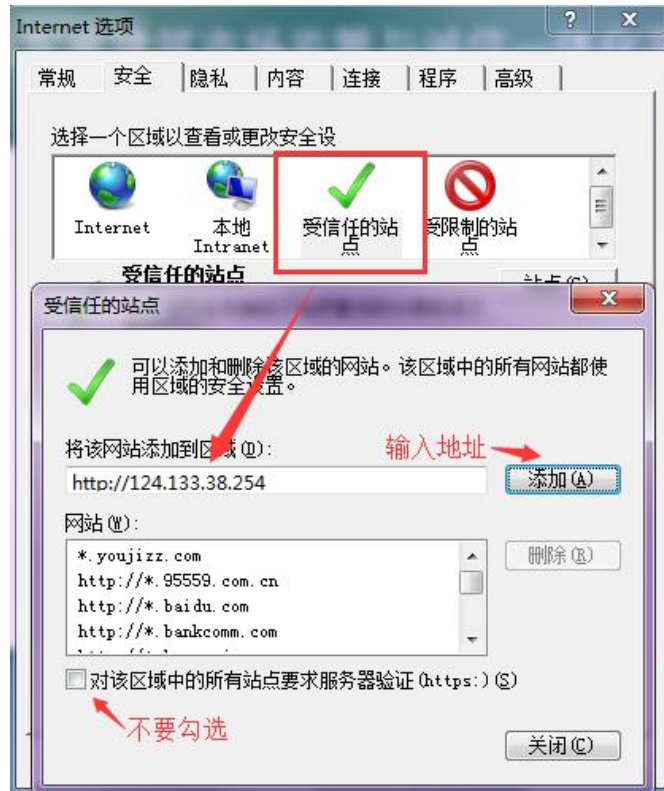 Internet 选项
常规 安全 隐私 内容 连接 程序 高级
选择一个区域以查看或更改安全设
Internet 本地 受信任的站 受限制的站
Intranet 点 点
受信任的站点
受信任的站点
可以添加和删除该区域的网站。该区域中的所有网站都使
用区域的安全设置。
将该网站添加到区域(D):
输入地址
http://124.133.38.254 添加(A)
网站(W):
*.youjizz.com 删除(R)
http://*.95559.com.cn
http://*.baidu.com
http://*.bankcomm.com
对该区域中的所有站点要求服务器验证(https:)(S)
不要勾选
关闭(C)